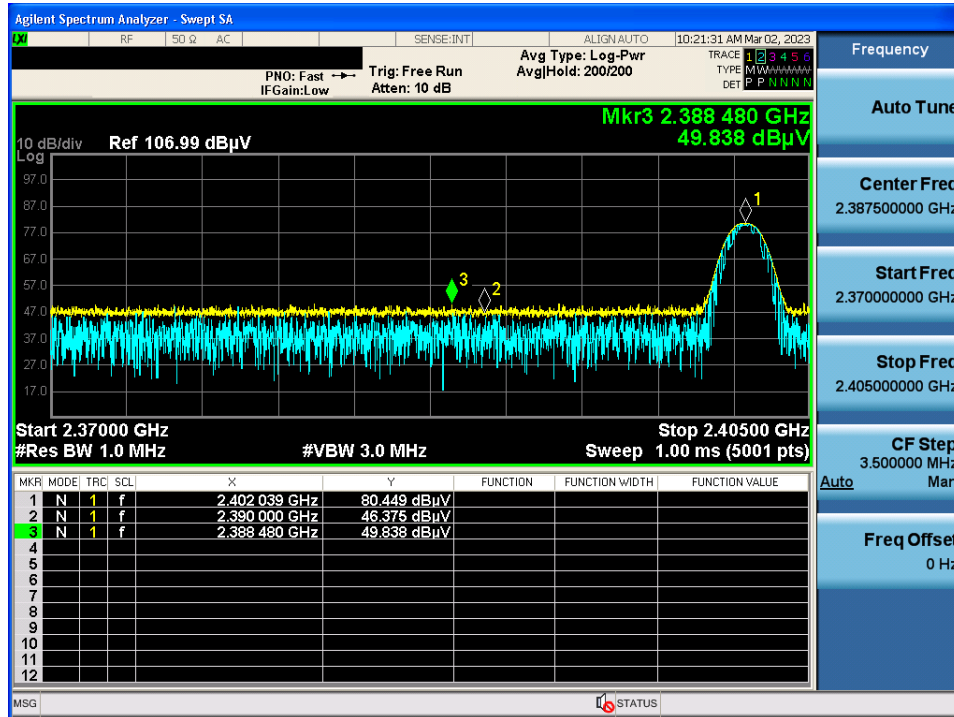 Agilent Spectrum Analyzer - Swept SA
LXI RF 50 Ω AC SENSE:INT ALIGN AUTO 10:21:31 AM Mar 02, 2023
Avg Type: Log-Pwr TRACE 1 2 3 4 5 6
PNO: Fast Trig: Free Run Avg|Hold: 200/200 TYPE M W W W W W
IFGain:Low Atten: 10 dB DET P P N N N N
Mkr3 2.388 480 GHz
49.838 dBµV
10 dB/div Ref 106.99 dBµV
Log
97.0
87.0
77.0
67.0
57.0
47.0
37.0
27.0
17.0
1
3
2
Start 2.37000 GHz Stop 2.40500 GHz
#Res BW 1.0 MHz #VBW 3.0 MHz Sweep 1.00 ms (5001 pts)
MKR MODE TRC SCL X Y FUNCTION FUNCTION WIDTH FUNCTION VALUE
1 N 1 f 2.402 039 GHz 80.449 dBµV
2 N 1 f 2.390 000 GHz 46.375 dBµV
3 N 1 f 2.388 480 GHz 49.838 dBµV
4
5
6
7
8
9
10
11
12
MSG STATUS
Frequency
Auto Tune
Center Freq
2.387500000 GHz
Start Freq
2.370000000 GHz
Stop Freq
2.405000000 GHz
CF Step
3.500000 MHz
Auto Man
Freq Offset
0 Hz